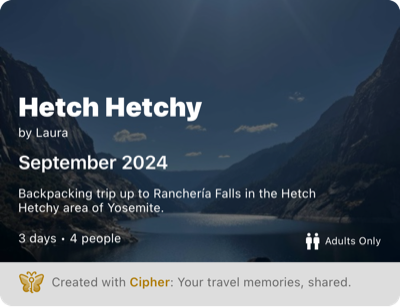 Hetch Hetchy
by Laura
September 2024
Backpacking trip up to Ranchería Falls in the Hetch
Hetchy area of Yosemite.
3 days • 4 people
Adults Only
Created with Cipher: Your travel memories, shared.